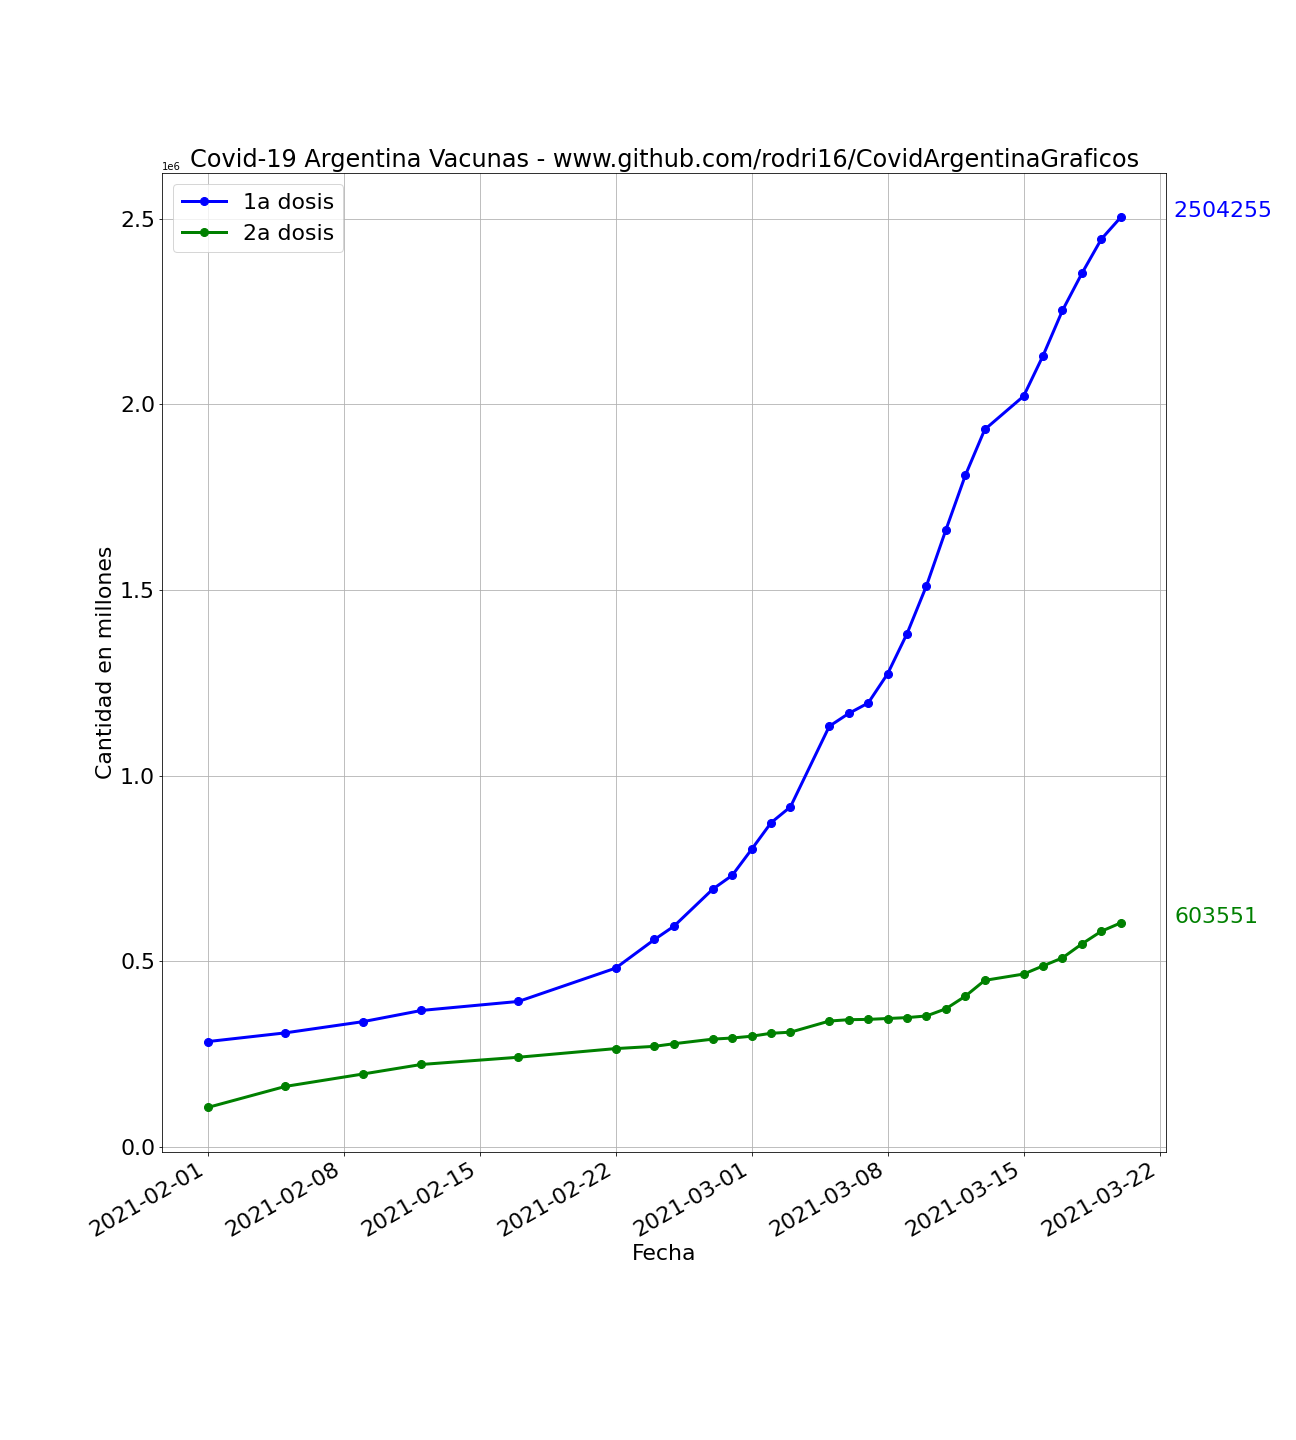 Covid-19 Argentina Vacunas - www.github.com/rodri16/CovidArgentinaGraficos
1e6
1a dosis
2a dosis
2504255
603551
2.5
2.0
1.5
1.0
0.5
0.0
Cantidad en millones
2021-02-01
2021-02-08
2021-02-15
2021-02-22
2021-03-01
2021-03-08
2021-03-15
2021-03-22
Fecha